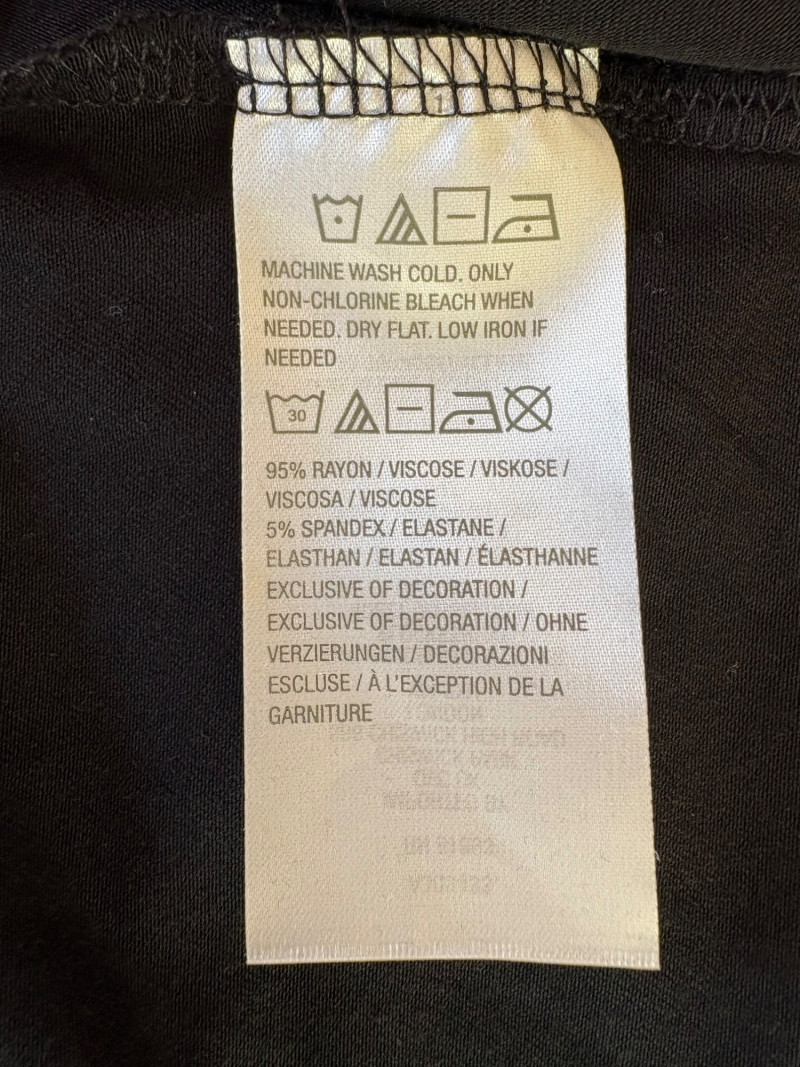 1
MACHINE WASH COLD. ONLY
NON-CHLORINE BLEACH WHEN
NEEDED. DRY FLAT. LOW IRON IF
NEEDED
30
95% RAYON / VISCOSE / VISKOSE /
VISCOSA / VISCOSE
5% SPANDEX / ELASTANE /
ELASTHAN / ELASTAN / ÉLASTHANNE
EXCLUSIVE OF DECORATION /
EXCLUSIVE OF DECORATION / OHNE
VERZIERUNGEN / DECORAZIONI
ESCLUSE / À L'EXCEPTION DE LA
GARNITURE